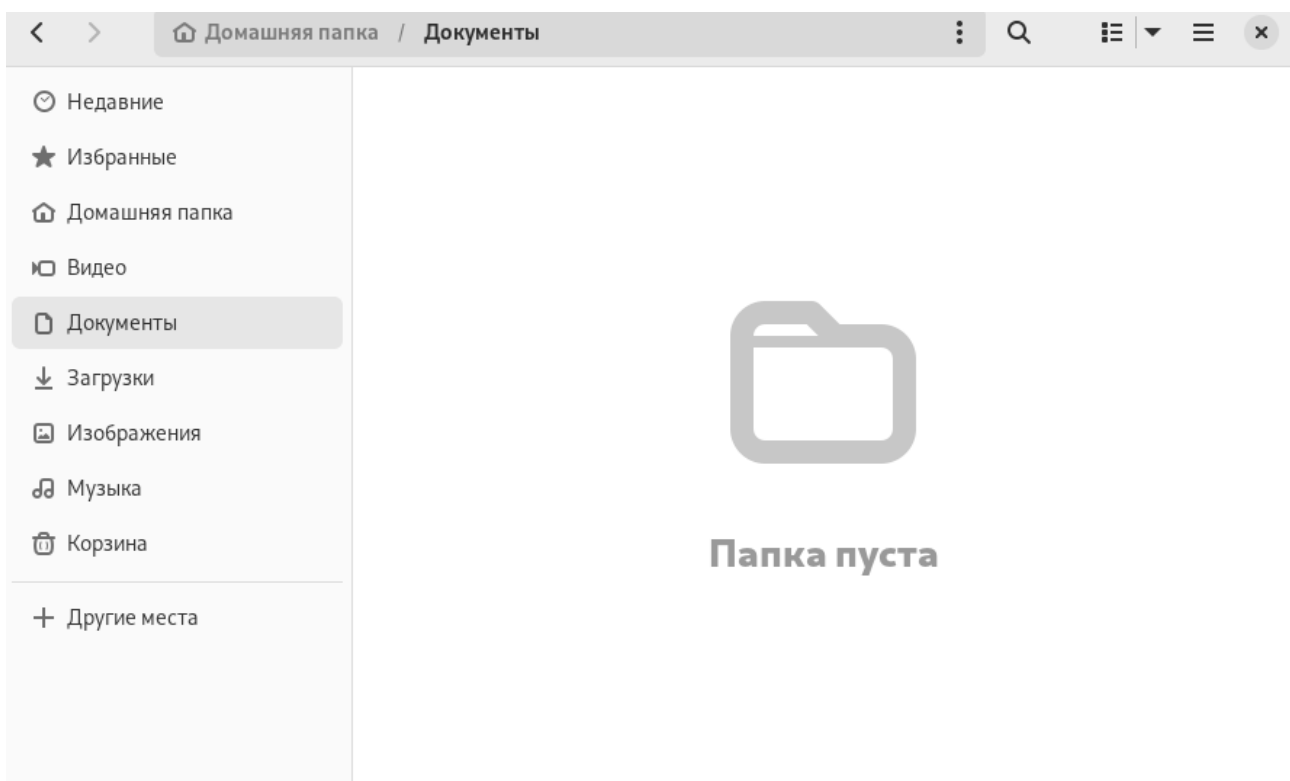 Домашняя папка / Документы
Недавние
Избранные
Домашняя папка
Видео
Документы
Загрузки
Изображения
Музыка
Корзина
Другие места
Папка пуста